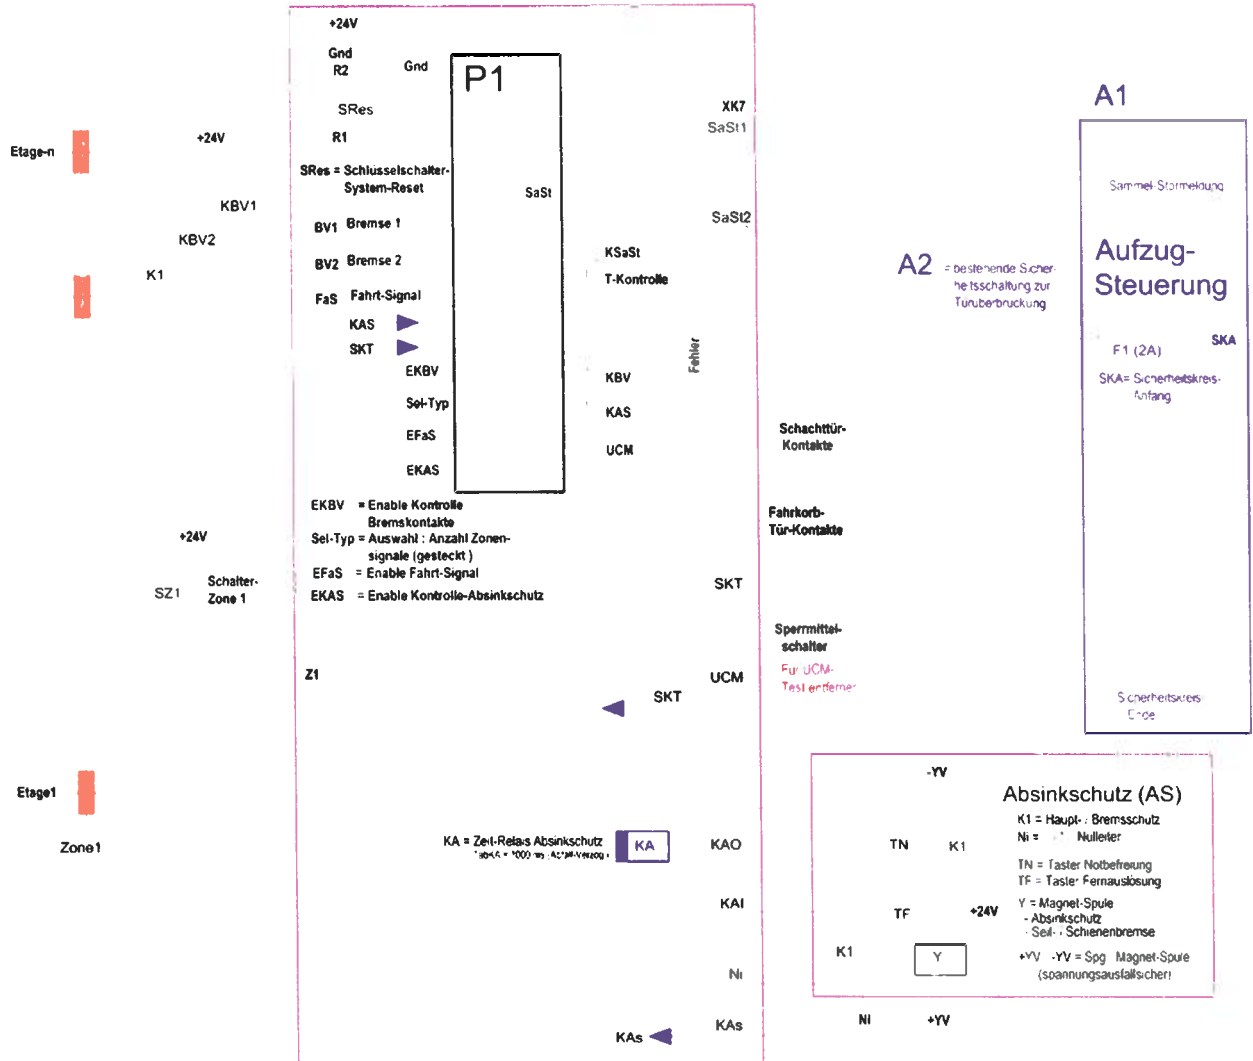 +24V
Gnd
R2
Gnd
P1
SRes
R1
SRes = Schlüsselschalter-
System-Reset
SaSt
BV1 Bremse 1
BV2 Bremse 2
FaS Fahrt-Signal
KAS
SKT
EKBV
Sel-Typ
EFaS
EKAS
EKBV = Enable Kontrolle
Bremskontakte
Sel-Typ = Auswahl : Anzahl Zonen-
signale (gesteckt )
EFaS = Enable Fahrt-Signal
EKAS = Enable Kontrolle-Absinkschutz
Z1
Etage-n
+24V
KBV1
KBV2
K1
+24V
SZ1
Schalter-
Zone 1
Etage1
Zone1
XK7
SaSt1
SaSt2
KSaSt
T-Kontrolle
Fehler
KBV
KAS
UCM
SKT
UCM
SKT
KA = Zeit-Relais Absinkschutz
KA
KAO
KAI
Ni
KAs
KAs
Schachttür-
Kontakte
Fahrkorb-
Tür-Kontakte
Sperrmittel-
schalter
Für UCM-
Test entfernen
A1
Sammel-Störmeldung
Aufzug-
Steuerung
A2 = bestehende Sicher-
heitsschaltung zur
Türüberbrückung
F1 (2A)
SKA
SKA= Sicherheitskreis-
Anfang
Sicherheitskreis-
Ende
-YV
Absinkschutz (AS)
K1 = Haupt- / Bremsschutz
Ni = Nulleiter
TN = Taster Notbefreiung
TF = Taster Fernauslösung
Y = Magnet-Spule
- Absinkschutz
- Seil- / Schienenbremse
+YV -YV = Spg Magnet-Spule
(spannungsausfallsicher)
TN
K1
TF
+24V
K1
Y
NI
+YV